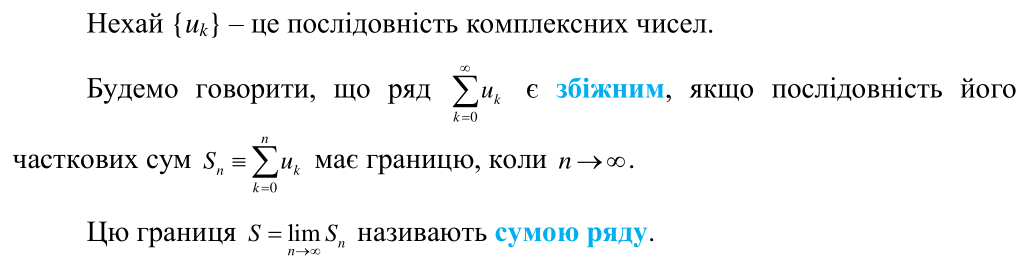 Нехай {uₖ} – це послідовність комплексних чисел.
Будемо говорити, що ряд $\sum_{k=0}^{\infty} u_k$ є збіжним, якщо послідовність його
часткових сум $S_n \equiv \sum_{k=0}^{n} u_k$ має границю, коли $n \to \infty$.
Цю границя $S = \lim_{n \to \infty} S_n$ називають сумою ряду.